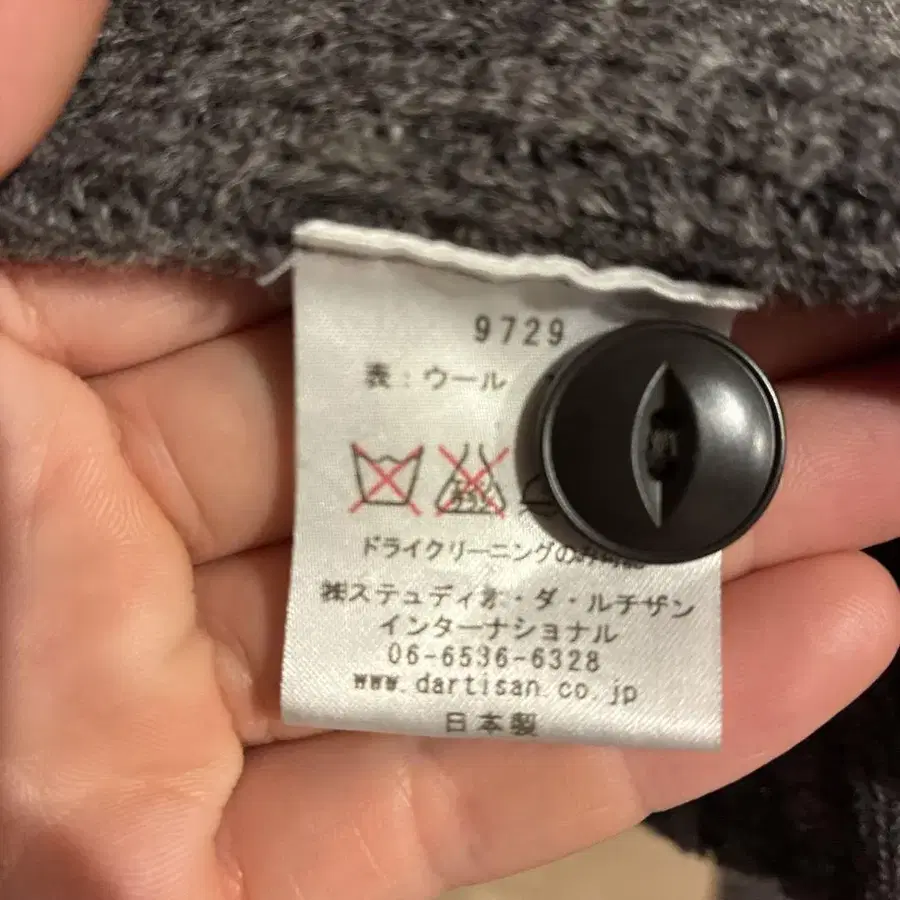 9729
表：ウール
ドライクリーニングのみ
㈱ステュディオ・ダ・ルチザン
インターナショナル
06-6536-6328
www.dartisan.co.jp
日本製